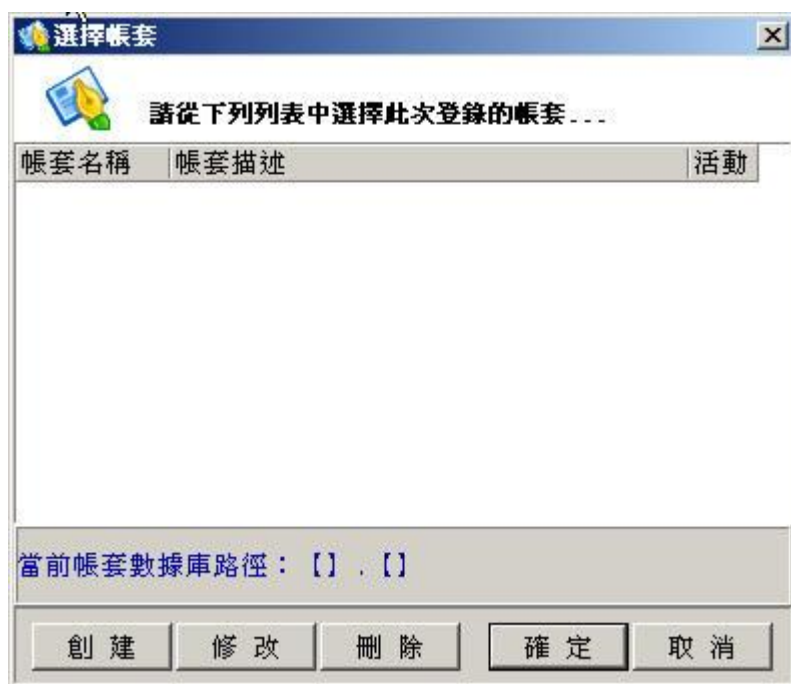 選擇帳套
請從下列列表中選擇此次登錄的帳套...
帳套名稱 帳套描述 活動
當前帳套數據庫路徑：【】.【】
創 建 修 改 刪 除 確 定 取 消